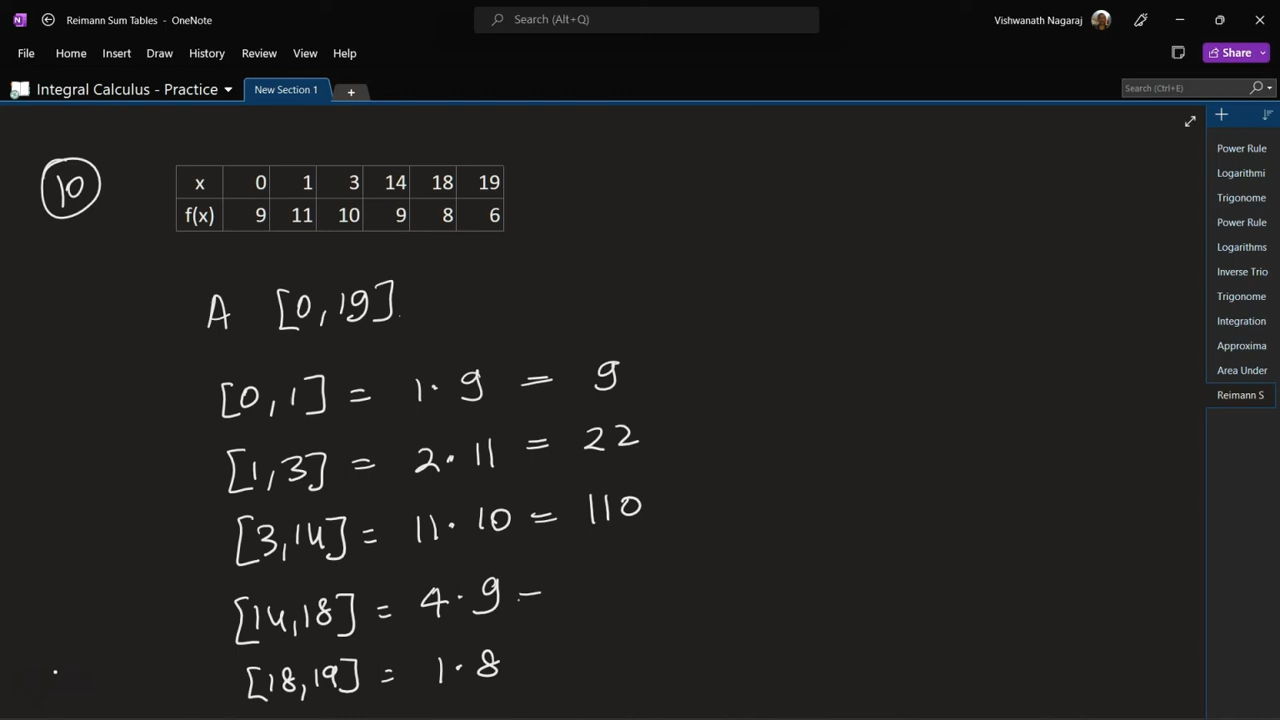 Reimann Sum Tables - OneNote
Search (Alt+Q)
Vishwanath Nagaraj
File Home Insert Draw History Review View Help
Share
Integral Calculus - Practice
New Section 1
+
Search (Ctrl+E)
Power Rule
Logarithmi
Trigonome
Power Rule
Logarithms
Inverse Trio
Trigonome
Integration
Approxima
Area Under
Reimann S
10
x 0 1 3 14 18 19
f(x) 9 11 10 9 8 6
A [0,19].
[0,1] = 1·9 = 9
[1,3] = 2·11 = 22
[3,14] = 11·10 = 110
[14,18] = 4·9 -
[18,19] = 1·8